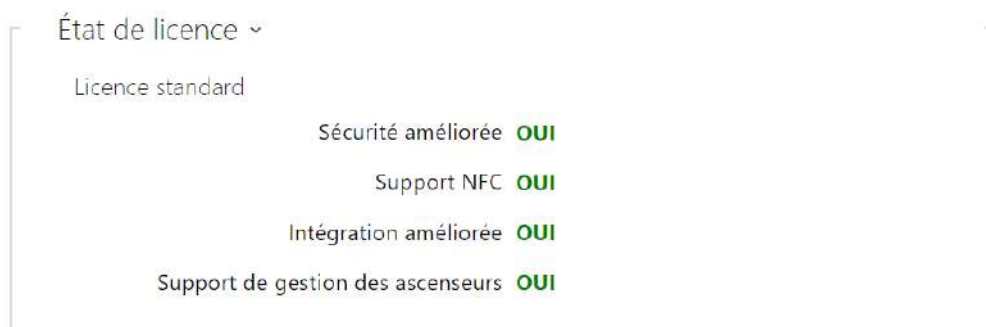 État de licence
Licence standard
Sécurité améliorée OUI
Support NFC OUI
Intégration améliorée OUI
Support de gestion des ascenseurs OUI